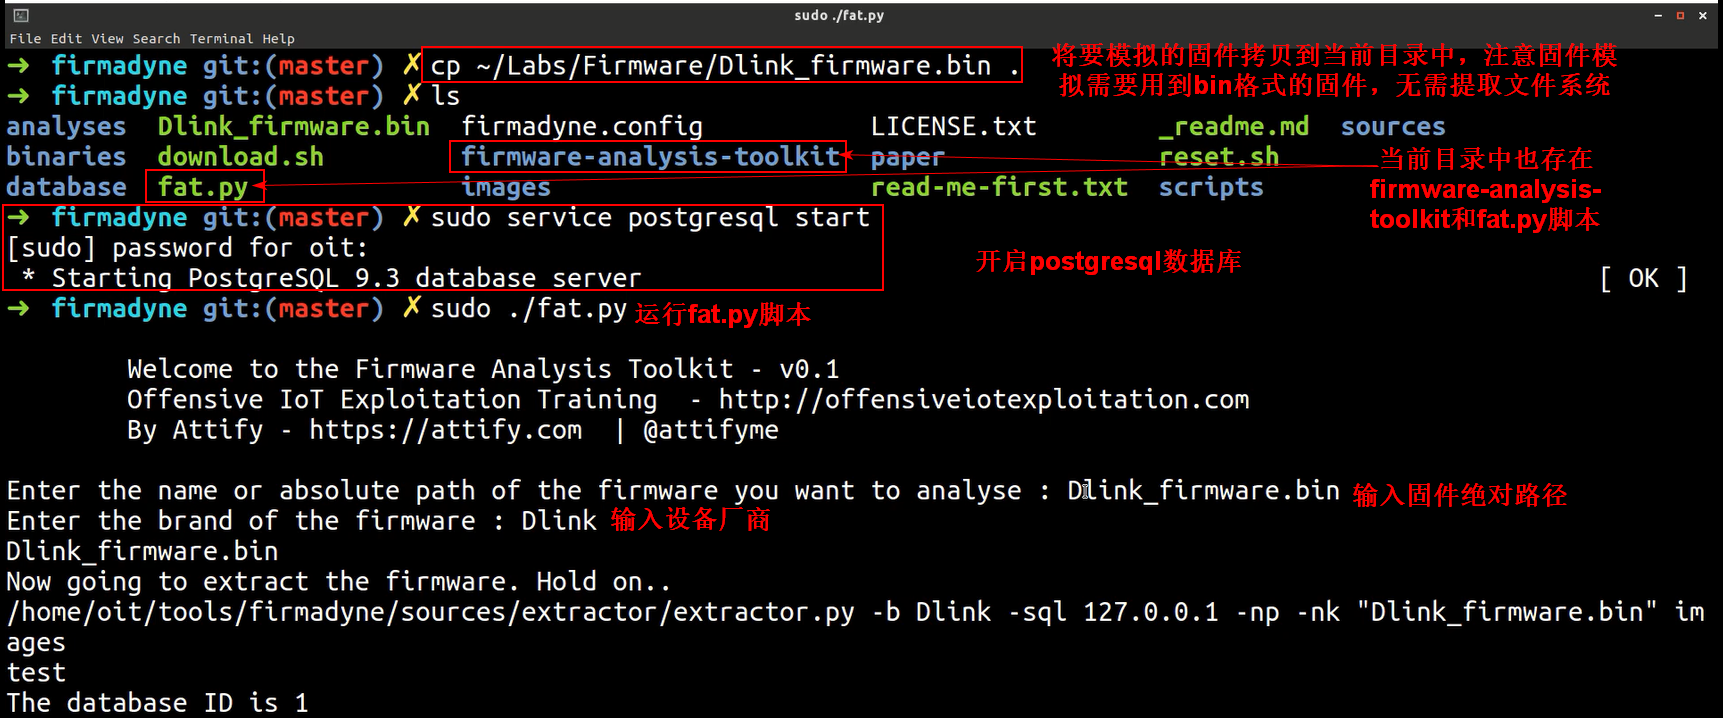 sudo ./fat.py
File Edit View Search Terminal Help
➜ firmadyne git:(master) ✗ cp ~/Labs/Firmware/Dlink_firmware.bin .
将要模拟的固件拷贝到当前目录中，注意固件模
拟需要用到bin格式的固件，无需提取文件系统
➜ firmadyne git:(master) ✗ ls
analyses Dlink_firmware.bin firmadyne.config LICENSE.txt _readme.md sources
binaries download.sh firmware-analysis-toolkit paper reset.sh
database fat.py images read-me-first.txt scripts
当前目录中也存在
firmware-analysis-
toolkit和fat.py脚本
➜ firmadyne git:(master) ✗ sudo service postgresql start
[sudo] password for oit:
* Starting PostgreSQL 9.3 database server [ OK ]
开启postgresql数据库
➜ firmadyne git:(master) ✗ sudo ./fat.py 运行fat.py脚本
Welcome to the Firmware Analysis Toolkit - v0.1
Offensive IoT Exploitation Training - http://offensiveiotexploitation.com
By Attify - https://attify.com | @attifyme
Enter the name or absolute path of the firmware you want to analyse : Dlink_firmware.bin 输入固件绝对路径
Enter the brand of the firmware : Dlink 输入设备厂商
Dlink_firmware.bin
Now going to extract the firmware. Hold on..
/home/oit/tools/firmadyne/sources/extractor/extractor.py -b Dlink -sql 127.0.0.1 -np -nk "Dlink_firmware.bin" im
ages
test
The database ID is 1